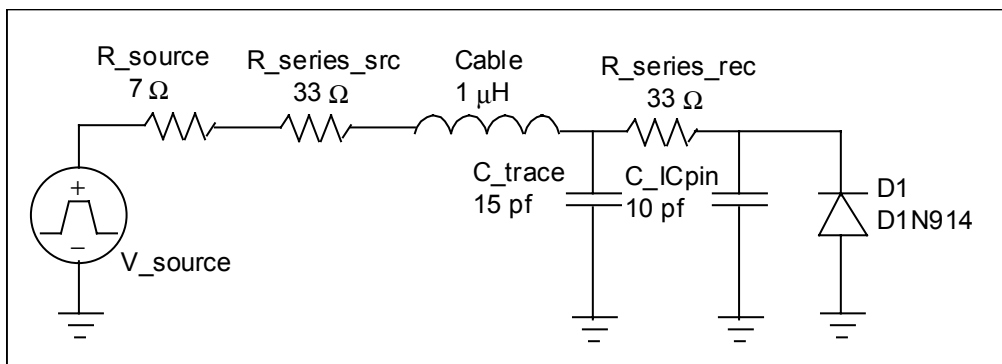 R_source
7 Ω
R_series_src
33 Ω
Cable
1 μH
R_series_rec
33 Ω
C_trace
15 pf
C_ICpin
10 pf
D1
D1N914
+
−
V_source